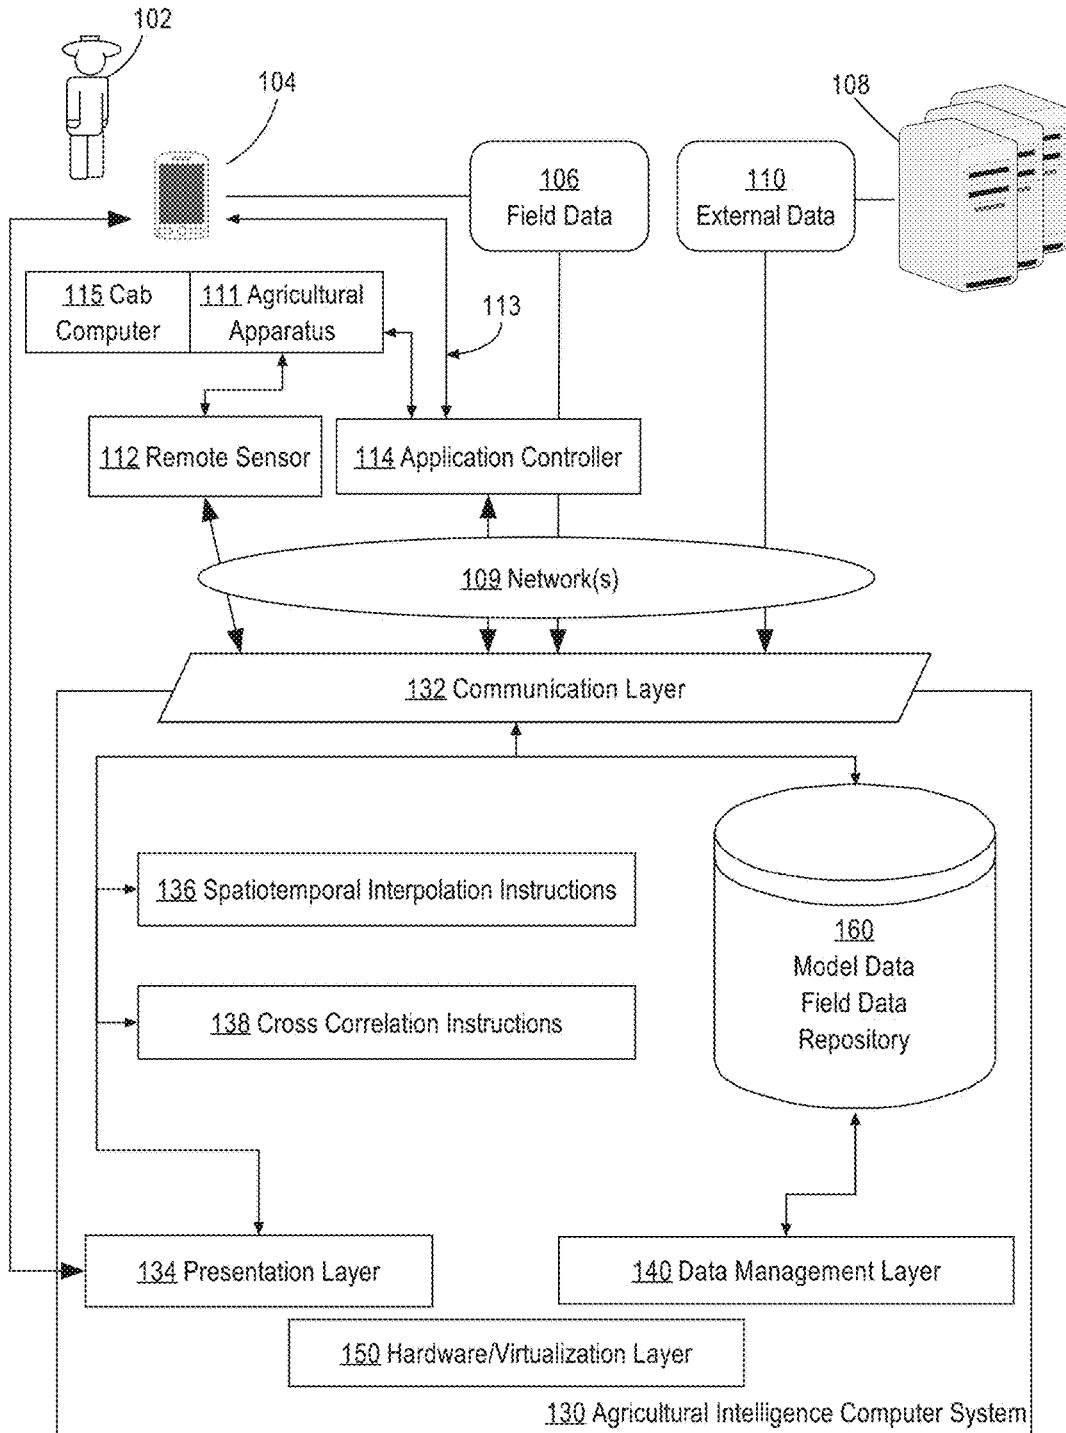 102
104
108
106
Field Data
110
External Data
115 Cab
Computer
111 Agricultural
Apparatus
113
112 Remote Sensor
114 Application Controller
109 Network(s)
132 Communication Layer
136 Spatiotemporal Interpolation Instructions
160
Model Data
Field Data
Repository
138 Cross Correlation Instructions
134 Presentation Layer
140 Data Management Layer
150 Hardware/Virtualization Layer
130 Agricultural Intelligence Computer System